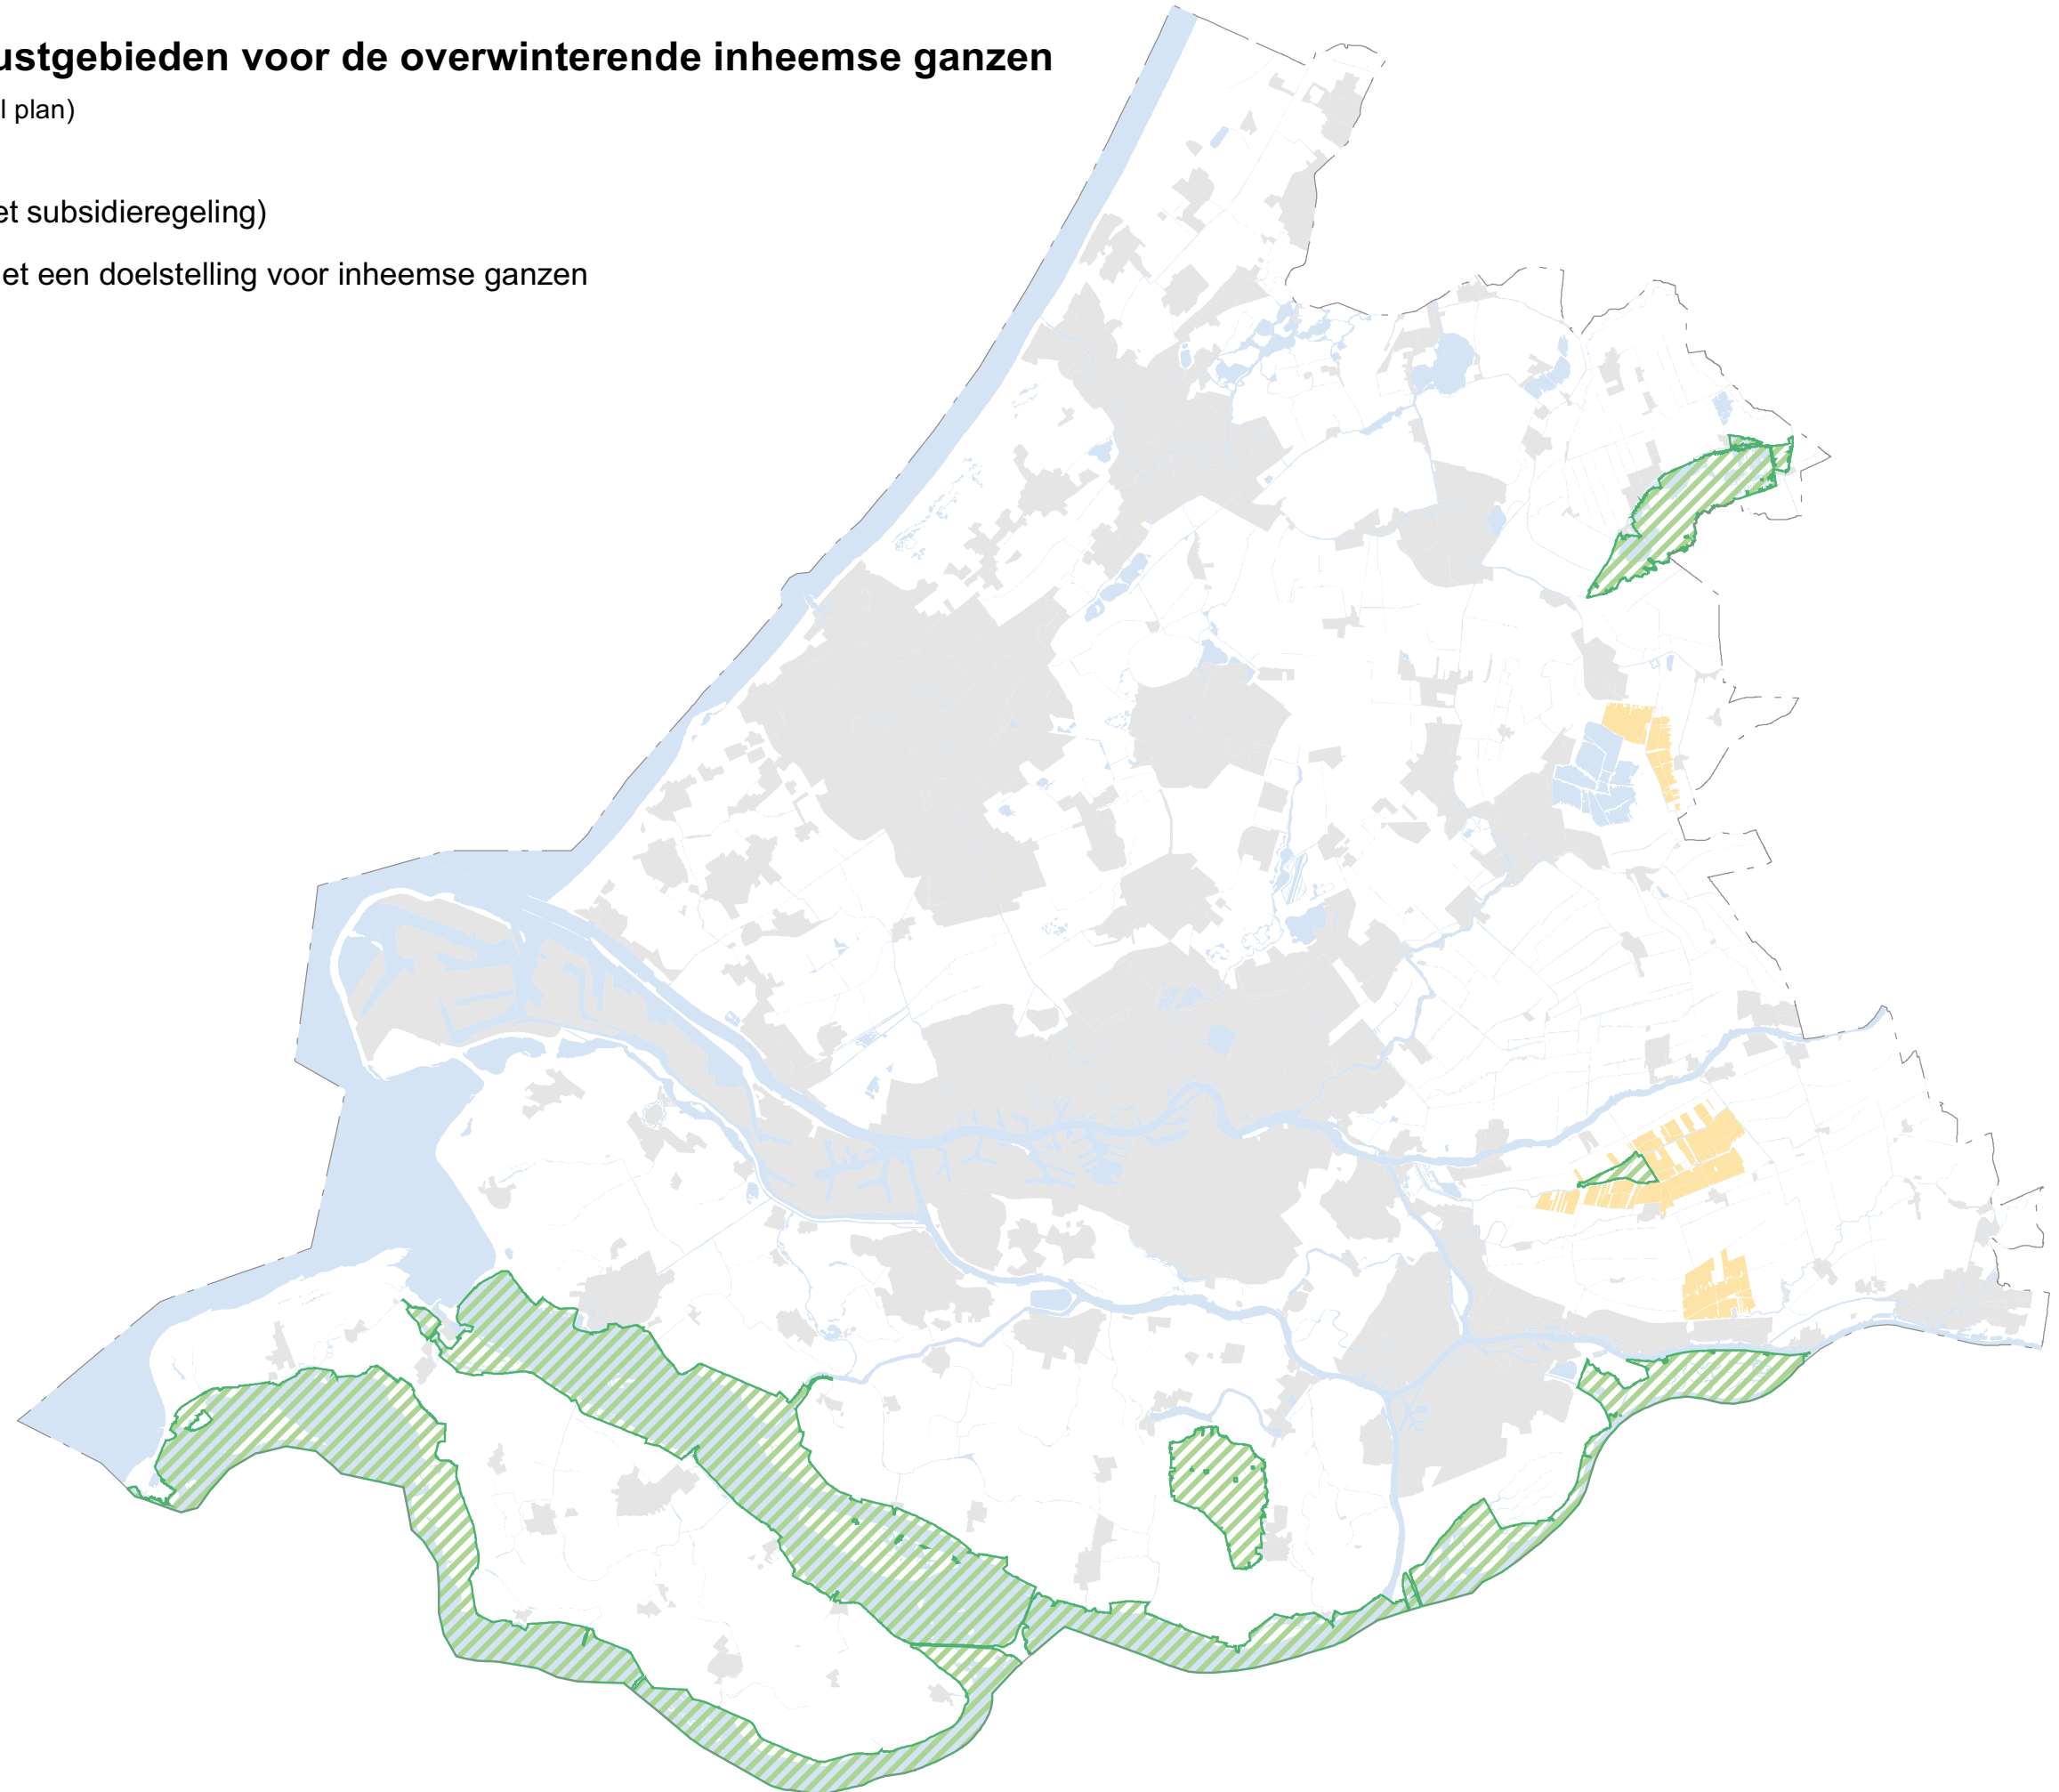 ustgebieden voor de overwinterende inheemse ganzen
l plan)
et subsidieregeling)
et een doelstelling voor inheemse ganzen